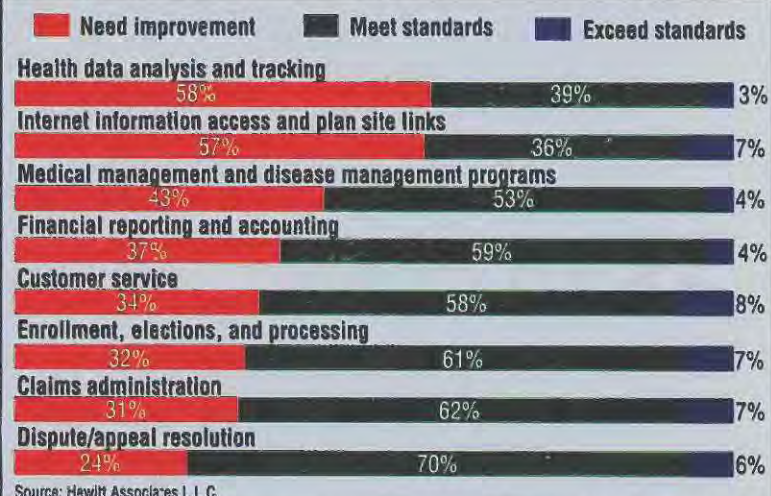 Need improvement Meet standards Exceed standards
Health data analysis and tracking
58% 39% 3%
Internet information access and plan site links
57% 36% 7%
Medical management and disease management programs
43% 53% 4%
Financial reporting and accounting
37% 59% 4%
Customer service
34% 58% 8%
Enrollment, elections, and processing
32% 61% 7%
Claims administration
31% 62% 7%
Dispute/appeal resolution
24% 70% 6%
Source: Hewitt Associates L.L.C.